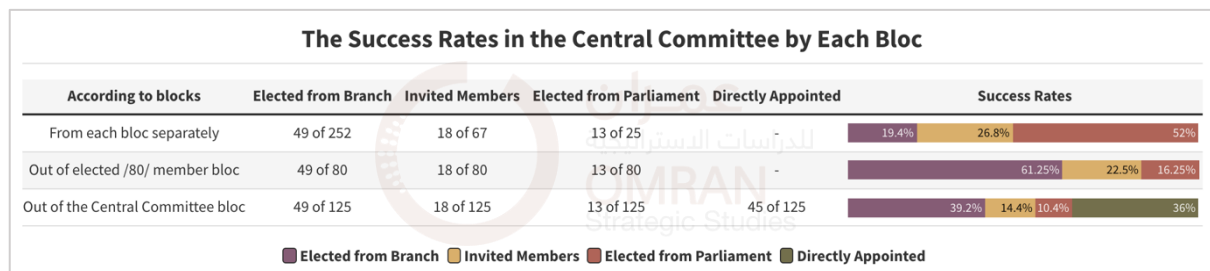 The Success Rates in the Central Committee by Each Bloc
According to blocks Elected from Branch Invited Members Elected from Parliament Directly Appointed Success Rates
From each bloc separately 49 of 252 18 of 67 13 of 25 - 19.4% 26.8% 52%
Out of elected /80/ member bloc 49 of 80 18 of 80 13 of 80 - 61.25% 22.5% 16.25%
Out of the Central Committee bloc 49 of 125 18 of 125 13 of 125 45 of 125 39.2% 14.4% 10.4% 36%
عمران
للدراسات الاستراتيجية
OMRAN
Strategic Studies
Elected from Branch Invited Members Elected from Parliament Directly Appointed